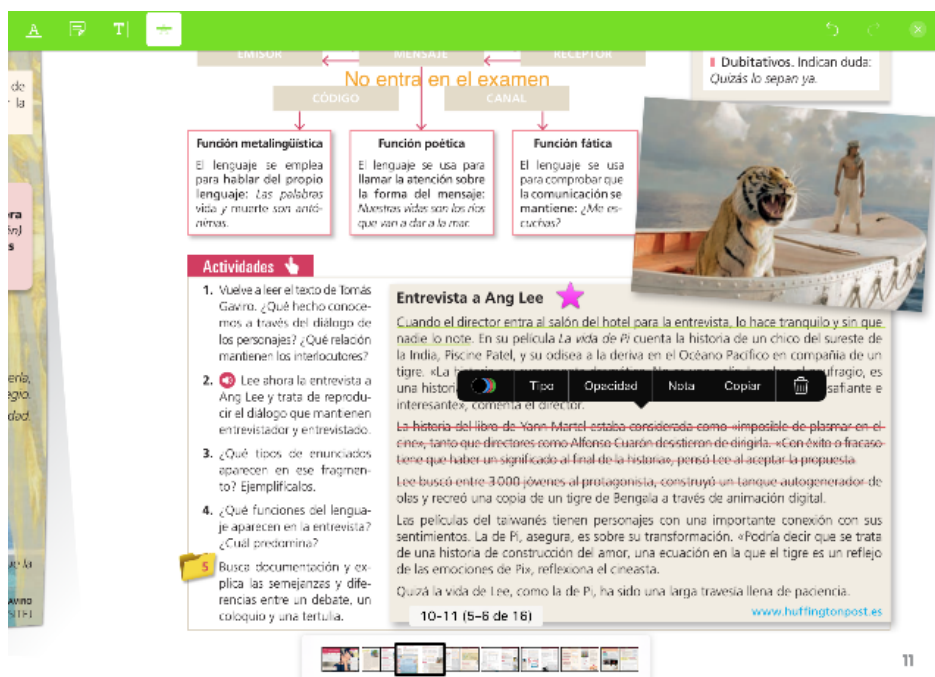 A
T|
EMISOR
MENSAJE
RECEPTOR
No entra en el examen
CÓDIGO
CANAL
Dubitativos. Indican duda:
Quizás lo sepan ya.
de
la
Función metalingüística
El lenguaje se emplea
para hablar del propio
lenguaje: Las palabras
vida y muerte son antó-
nimas.
Función poética
El lenguaje se usa para
llamar la atención sobre
la forma del mensaje:
Nuestras vidas son los ríos
que van a dar a la mar.
Función fática
El lenguaje se usa
para comprobar que
la comunicación se
mantiene: ¿Me es-
cuchas?
Actividades
1. Vuelve a leer el texto de Tomás
Gaviro. ¿Qué hecho conoce-
mos a través del diálogo de
los personajes? ¿Qué relación
mantienen los interlocutores?
2. Lee ahora la entrevista a
Ang Lee y trata de reprodu-
cir el diálogo que mantienen
entrevistador y entrevistado.
3. ¿Qué tipos de enunciados
aparecen en ese fragmen-
to? Ejemplifícalos.
4. ¿Qué funciones del lengua-
je aparecen en la entrevista?
¿Cuál predomina?
5 Busca documentación y ex-
plica las semejanzas y dife-
rencias entre un debate, un
coloquio y una tertulia.
Entrevista a Ang Lee
Cuando el director entra al salón del hotel para la entrevista, lo hace tranquilo y sin que
nadie lo note. En su película La vida de Pi cuenta la historia de un chico del sureste de
la India, Piscine Patel, y su odisea a la deriva en el Océano Pacífico en compañía de un
tigre. «La
una historia
interesante», comenta el director.
Tipo
Opacidad
Nota
Copiar
La historia del libro de Yann Martel estaba considerada como «imposible de plasmar en el
cine», tanto que directores como Alfonso Cuarón desistieron de dirigirla. «Con éxito o fracaso
tiene que haber un significado al final de la historia», pensó Lee al aceptar la propuesta.
Lee buscó entre 3 000 jóvenes al protagonista, construyó un tanque autogenerador de
olas y recreó una copia de un tigre de Bengala a través de animación digital.
Las películas del taiwanés tienen personajes con una importante conexión con sus
sentimientos. La de Pi, asegura, es sobre su transformación. «Podría decir que se trata
de una historia de construcción del amor, una ecuación en la que el tigre es un reflejo
de las emociones de Pi», reflexiona el cineasta.
Quizá la vida de Lee, como la de Pi, ha sido una larga travesía llena de paciencia.
www.huffingtonpost.es
10-11 (5-6 de 16)
11